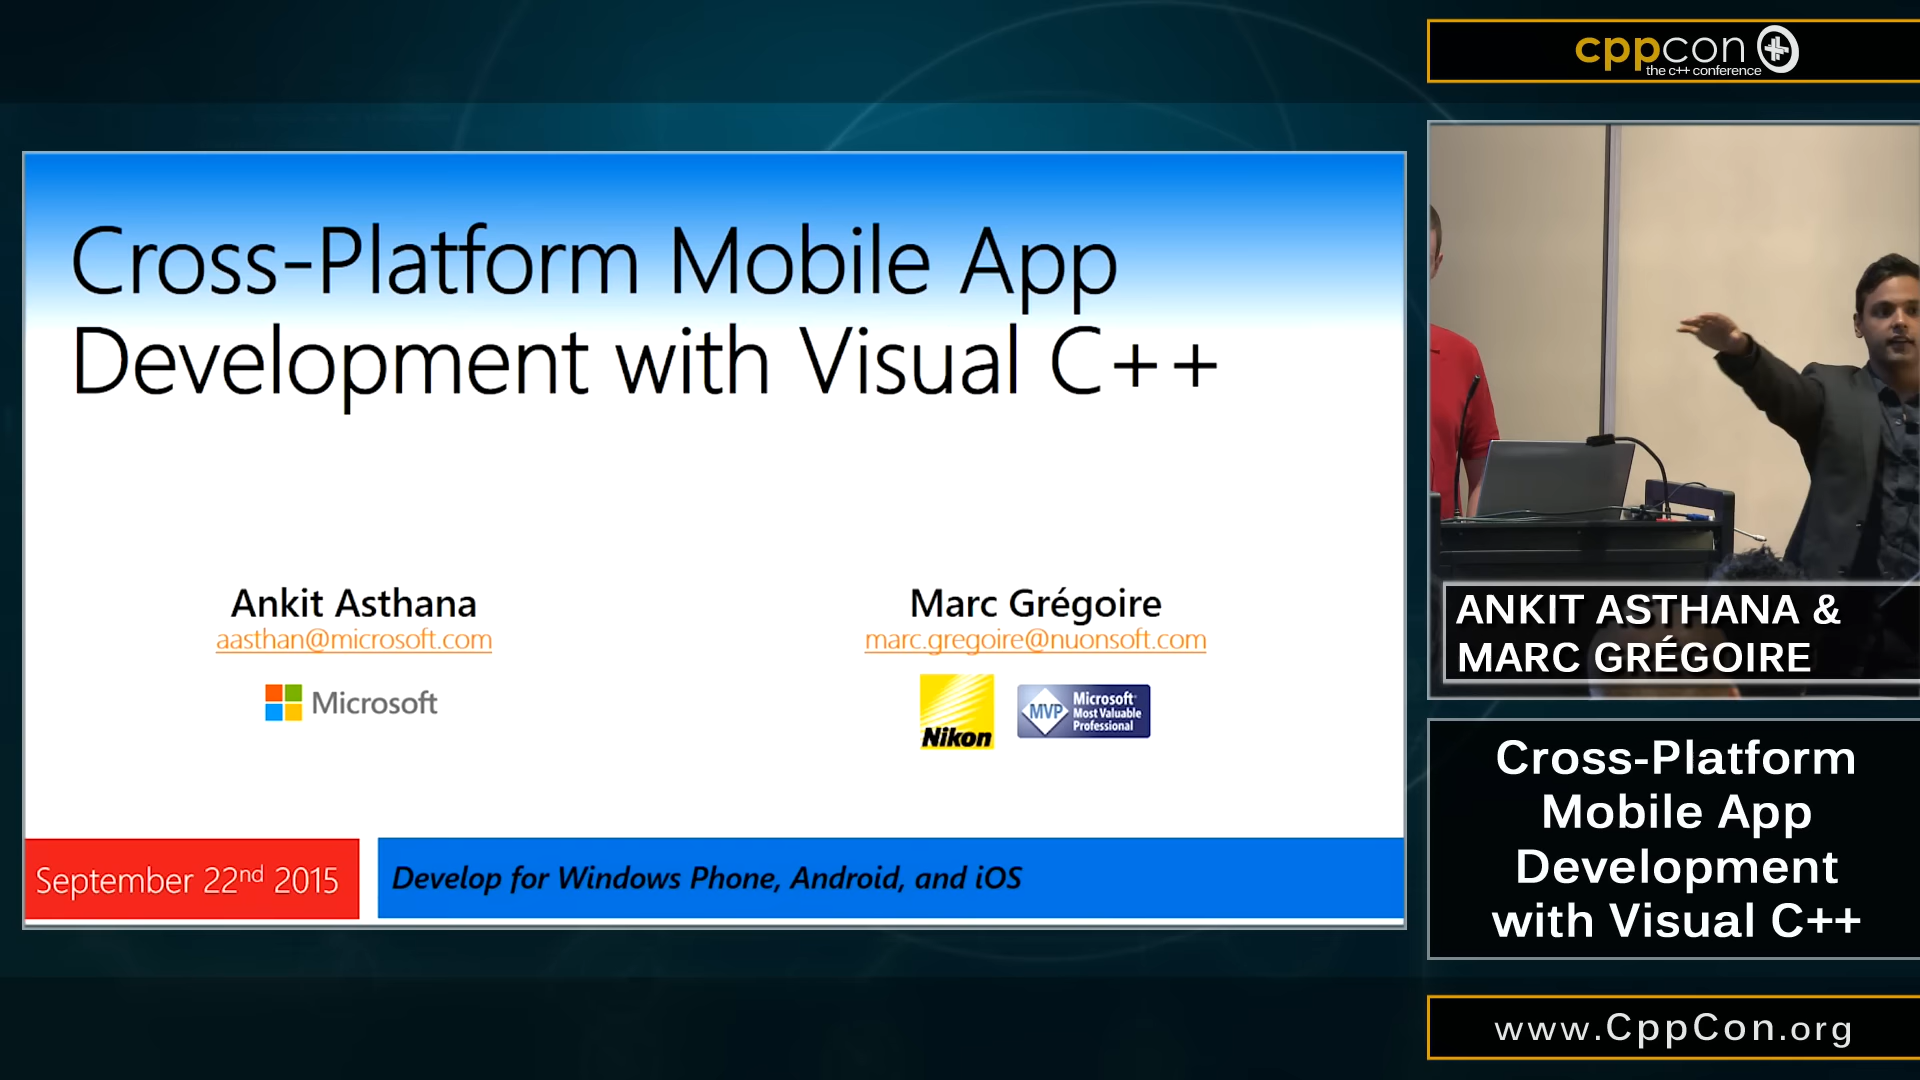 cppcon
the c++ conference
Cross-Platform Mobile App
Development with Visual C++
Ankit Asthana
aasthan@microsoft.com
Microsoft
Marc Grégoire
marc.gregoire@nuonsoft.com
Nikon
MVP
Microsoft®
Most Valuable
Professional
September 22nd 2015
Develop for Windows Phone, Android, and iOS
ANKIT ASTHANA &
MARC GRÉGOIRE
Cross-Platform
Mobile App
Development
with Visual C++
www.CppCon.org